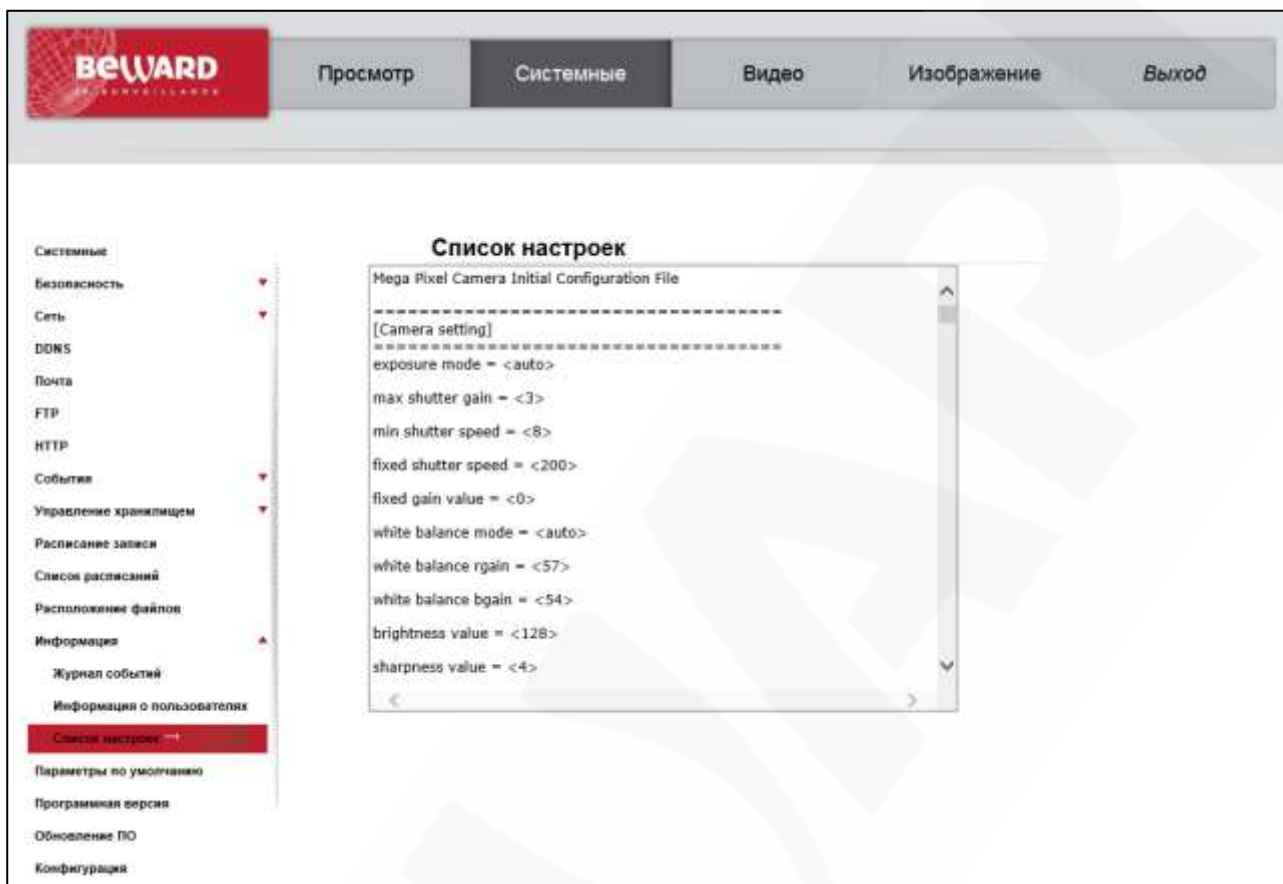 BEWARD
IP SURVEILLANCE
Просмотр
Системные
Видео
Изображение
Выход
Системные
Безопасность
Сеть
DDNS
Почта
FTP
HTTP
События
Управление хранилищем
Расписание записи
Список расписаний
Расположение файлов
Информация
Журнал событий
Информация о пользователях
Список настроек
Параметры по умолчанию
Программная версия
Обновление ПО
Конфигурация
Список настроек
Mega Pixel Camera Initial Configuration File
====================================
[Camera setting]
====================================
exposure mode = <auto>
max shutter gain = <3>
min shutter speed = <8>
fixed shutter speed = <200>
fixed gain value = <0>
white balance mode = <auto>
white balance rgain = <57>
white balance bgain = <54>
brightness value = <128>
sharpness value = <4>